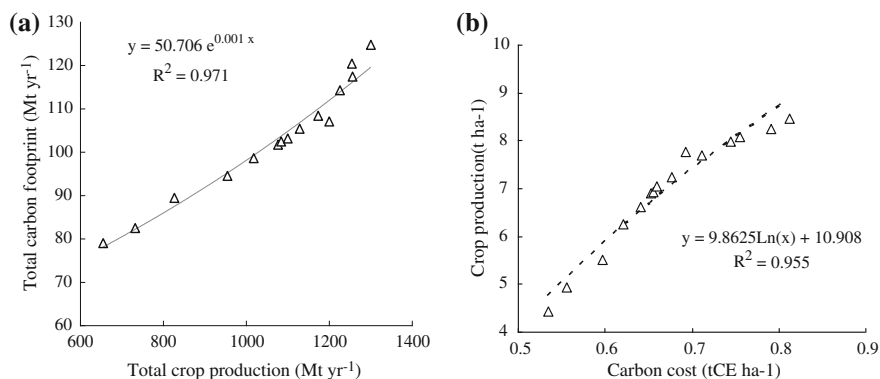 (a)
130
120
110
100
90
80
70
60
400
600
800
1000
1200
1400
y = 50.706 e^0.001 x
R² = 0.971
Total carbon footprint (Mt yr⁻¹)
Total crop production (Mt yr⁻¹)
(b)
10
9
8
7
6
5
4
0.5
0.6
0.7
0.8
0.9
y = 9.8625Ln(x) + 10.908
R² = 0.955
Crop production(t ha-1)
Carbon cost (tCE ha-1)